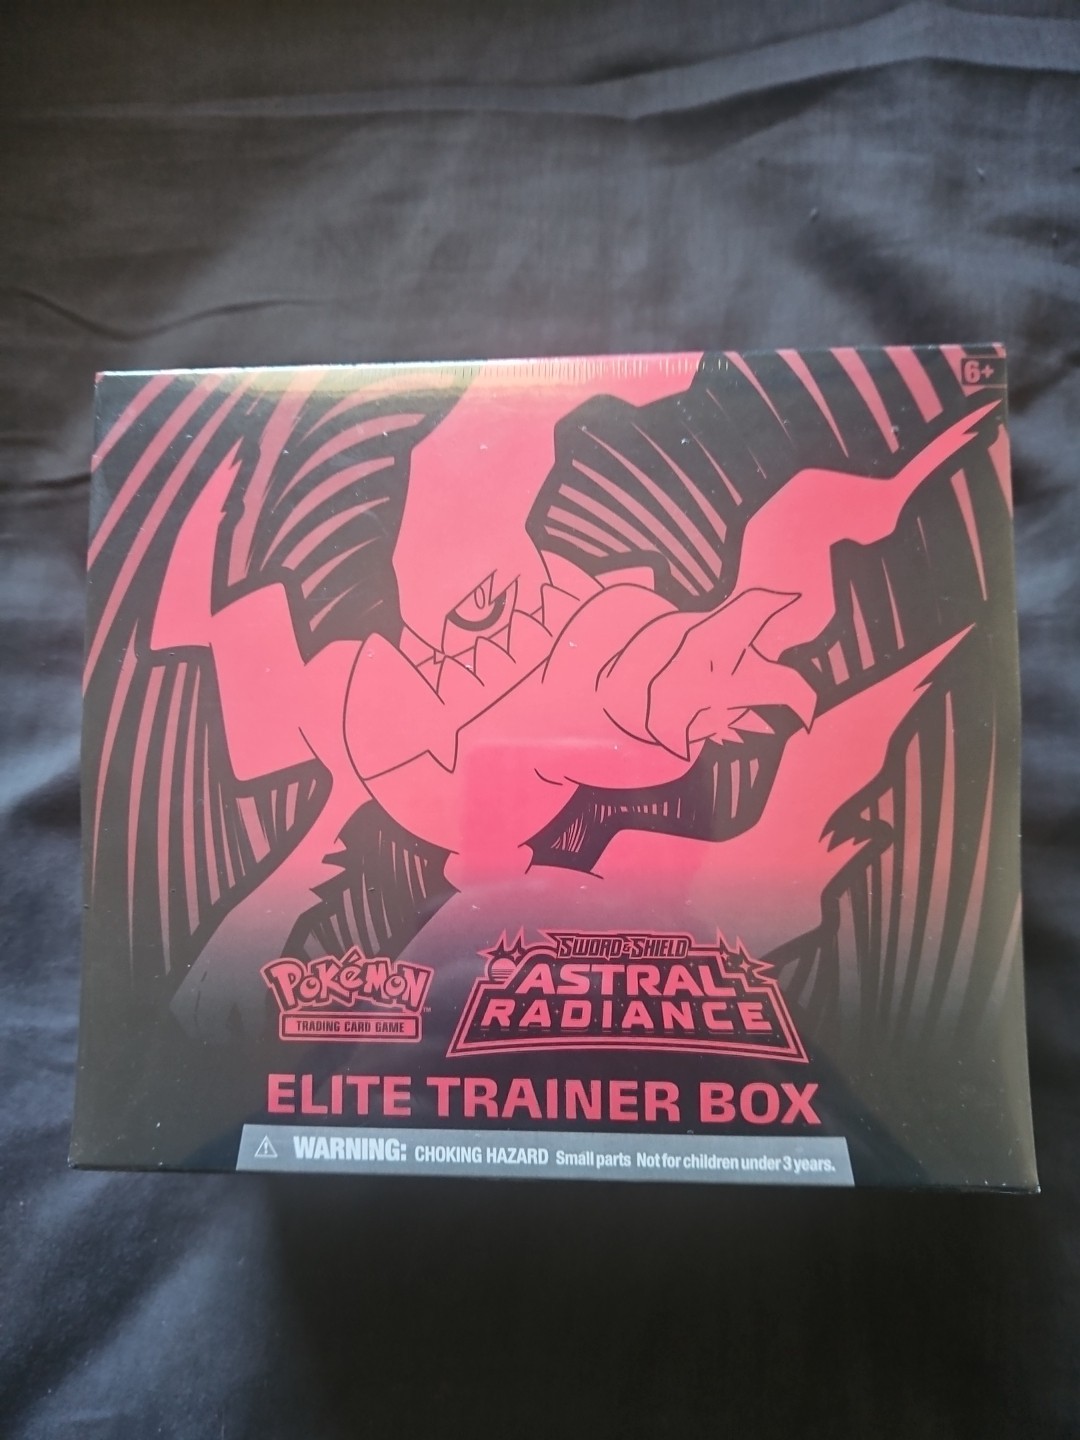 6+
SWORD & SHIELD
POKéMON
ASTRAL
RADIANCE
™
TRADING CARD GAME
ELITE TRAINER BOX
WARNING: CHOKING HAZARD Small parts Not for children under 3 years.